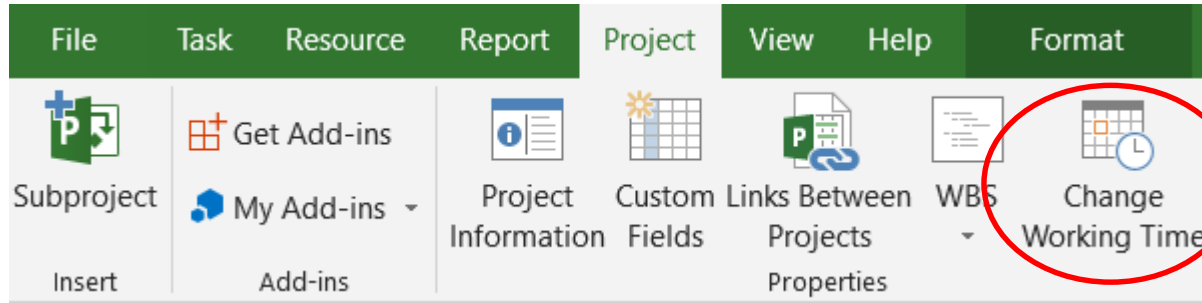 File Task Resource Report Project View Help Format
Subproject
Insert
Get Add-ins
My Add-ins
Add-ins
Project
Information
Custom
Fields
Links Between
Projects
WBS
Change
Working Time
Properties